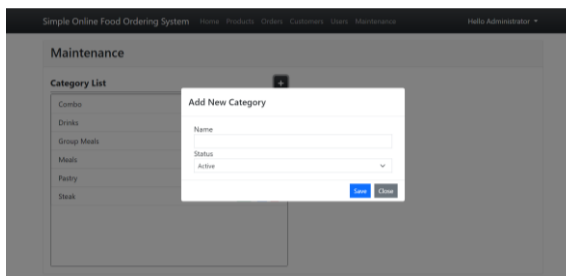 Simple Online Food Ordering System Home Products Orders Customers Users Maintenance Hello Administrator
Maintenance
Category List +
Add New Category
Name
Status
Active
Save Close
Combo
Drinks
Group Meals
Meals
Pastry
Steak